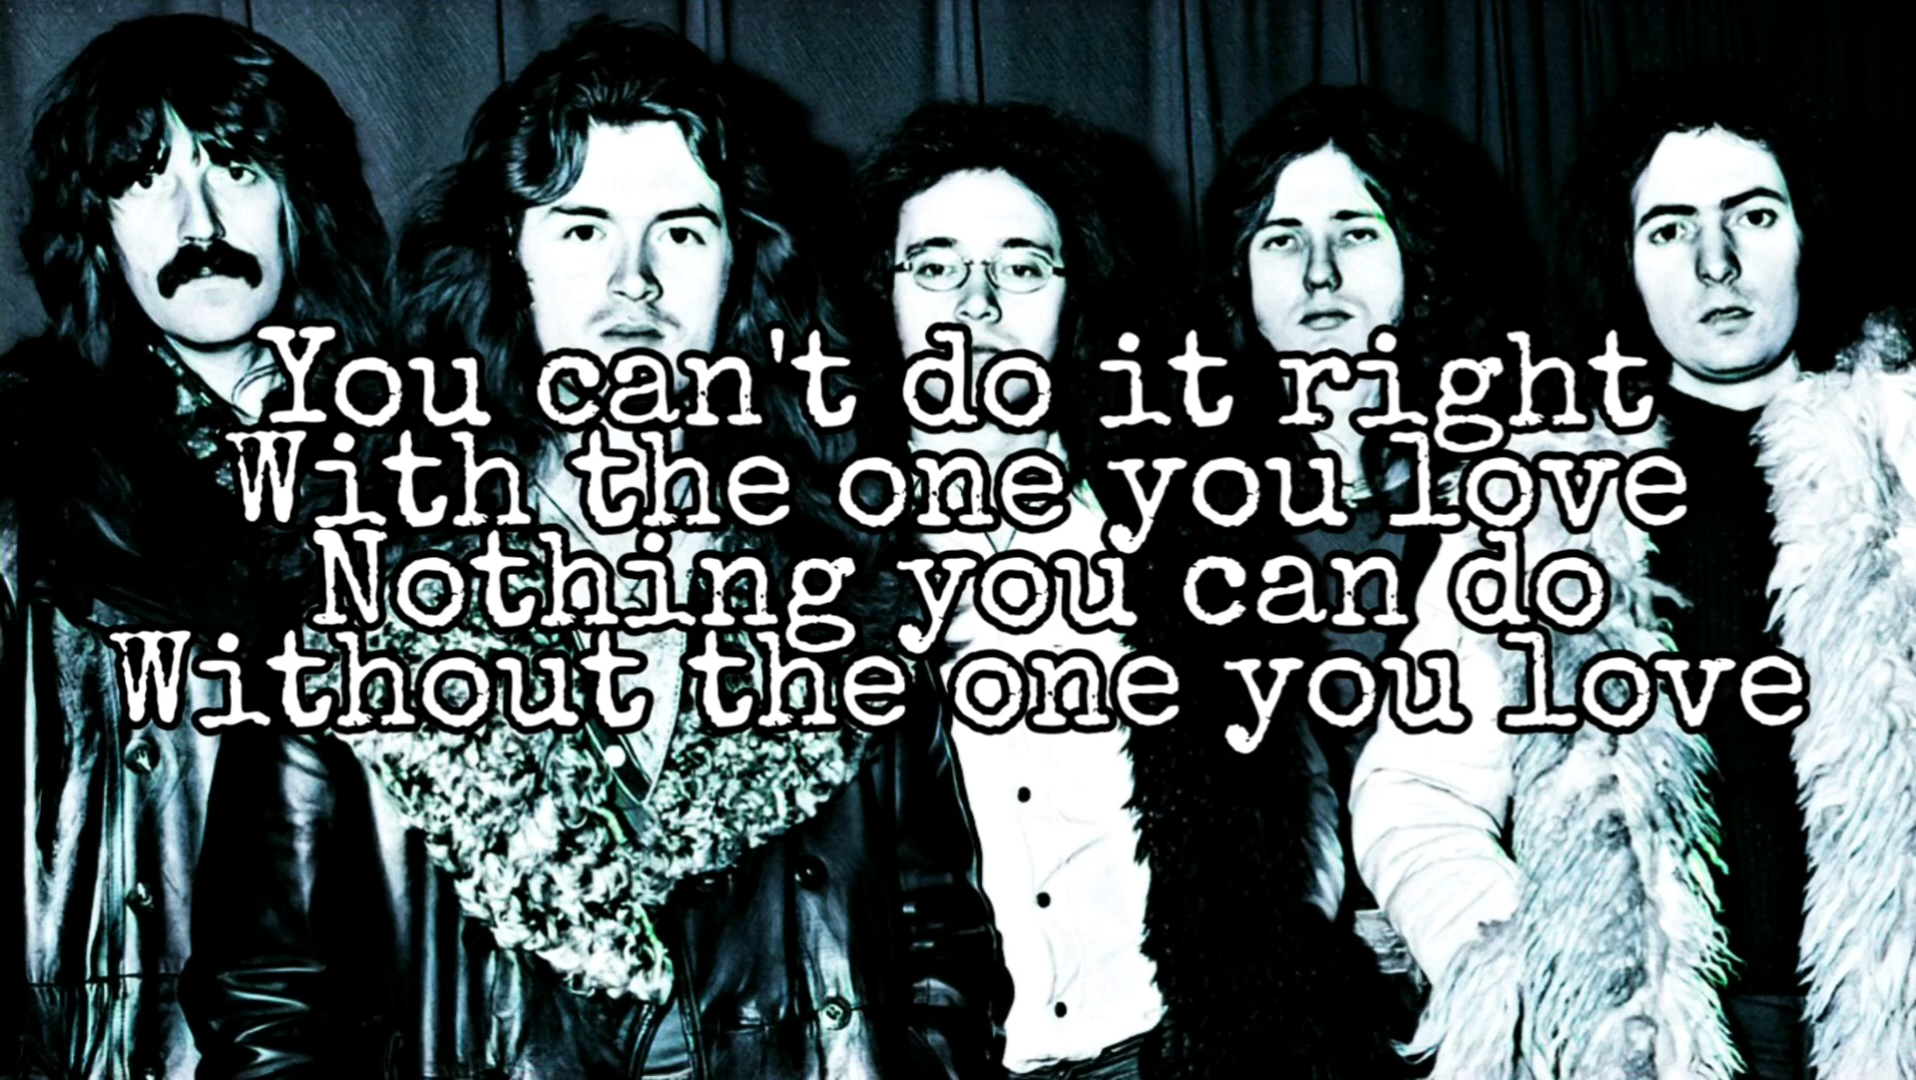 You can't do it right
With the one you love
Nothing you can do
Without the one you love